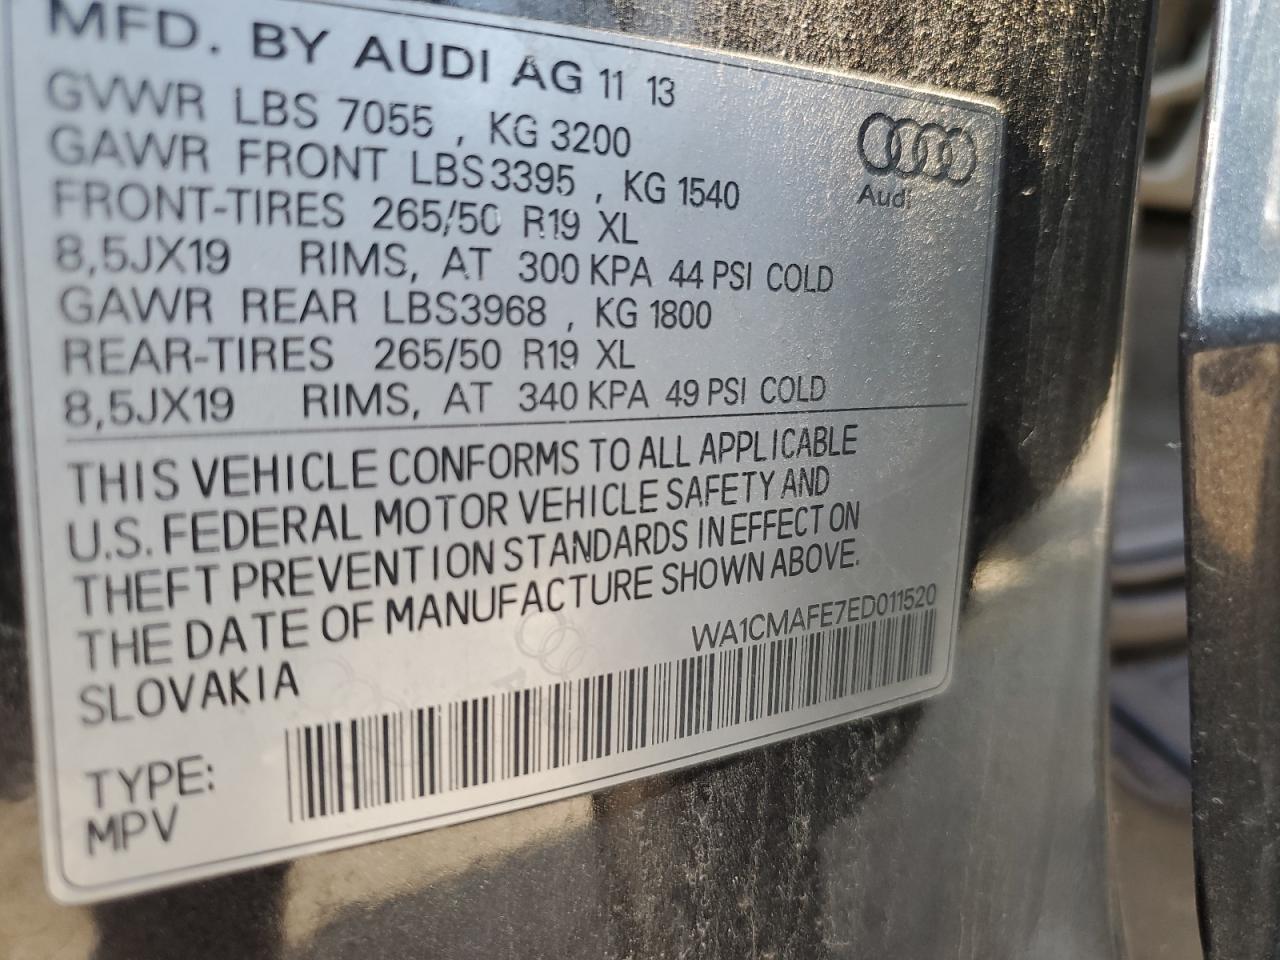 MFD. BY AUDI AG 11 13
GVWR LBS 7055 , KG 3200
GAWR FRONT LBS3395 , KG 1540
FRONT-TIRES 265/50 R19 XL
8,5JX19 RIMS, AT 300 KPA 44 PSI COLD
GAWR REAR LBS3968 , KG 1800
REAR-TIRES 265/50 R19 XL
8,5JX19 RIMS, AT 340 KPA 49 PSI COLD
Audi
THIS VEHICLE CONFORMS TO ALL APPLICABLE
U.S. FEDERAL MOTOR VEHICLE SAFETY AND
THEFT PREVENTION STANDARDS IN EFFECT ON
THE DATE OF MANUFACTURE SHOWN ABOVE.
SLOVAKIA
WA1CMAFE7ED011520
TYPE:
MPV